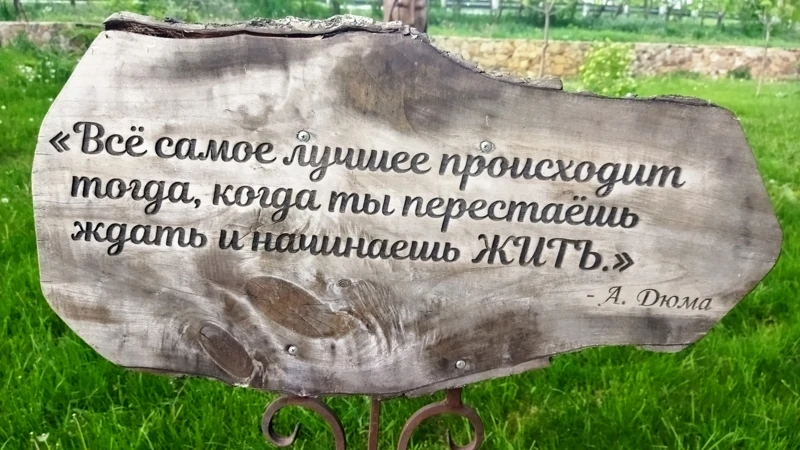 «Всё самое лучшее происходит
тогда, когда ты перестаёшь
ждать и начинаешь ЖИТЬ.»
- А. Дюма